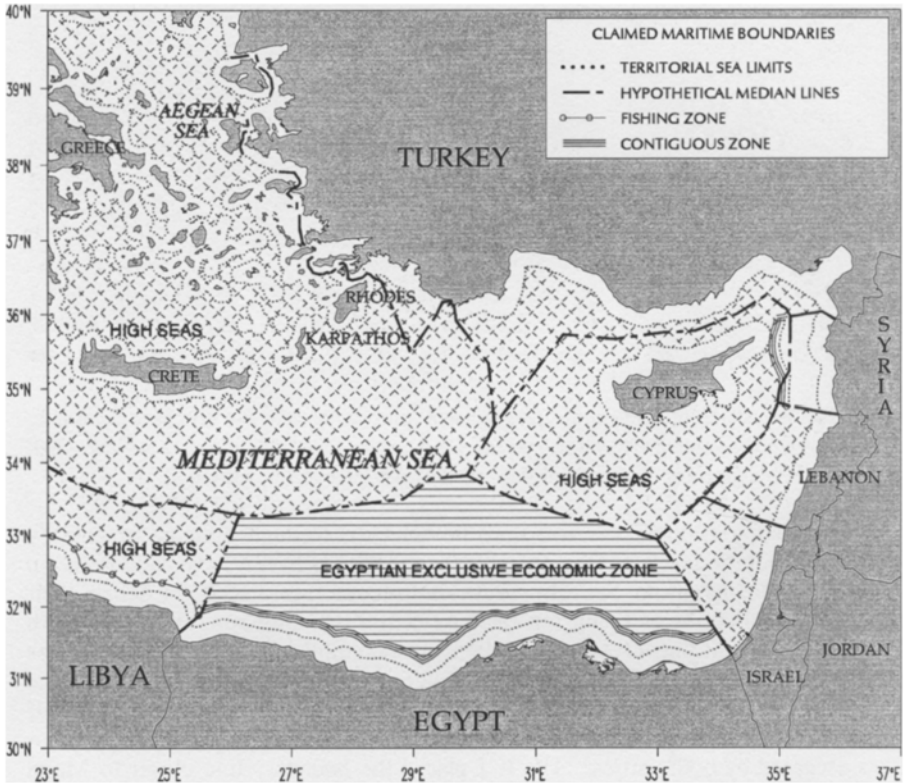 40°N
39°N
38°N
37°N
36°N
35°N
34°N
33°N
32°N
31°N
30°N
CLAIMED MARITIME BOUNDARIES
TERRITORIAL SEA LIMITS
HYPOTHETICAL MEDIAN LINES
FISHING ZONE
CONTIGUOUS ZONE
AEGEAN
SEA
GREECE
TURKEY
RHODES
KARPATHOS
HIGH SEAS
CRETE
CYPRUS
SYRIA
MEDITERRANEAN SEA
HIGH SEAS
LEBANON
HIGH SEAS
EGYPTIAN EXCLUSIVE ECONOMIC ZONE
LIBYA
EGYPT
ISRAEL
JORDAN
23°E
25°E
27°E
29°E
31°E
33°E
35°E
37°E